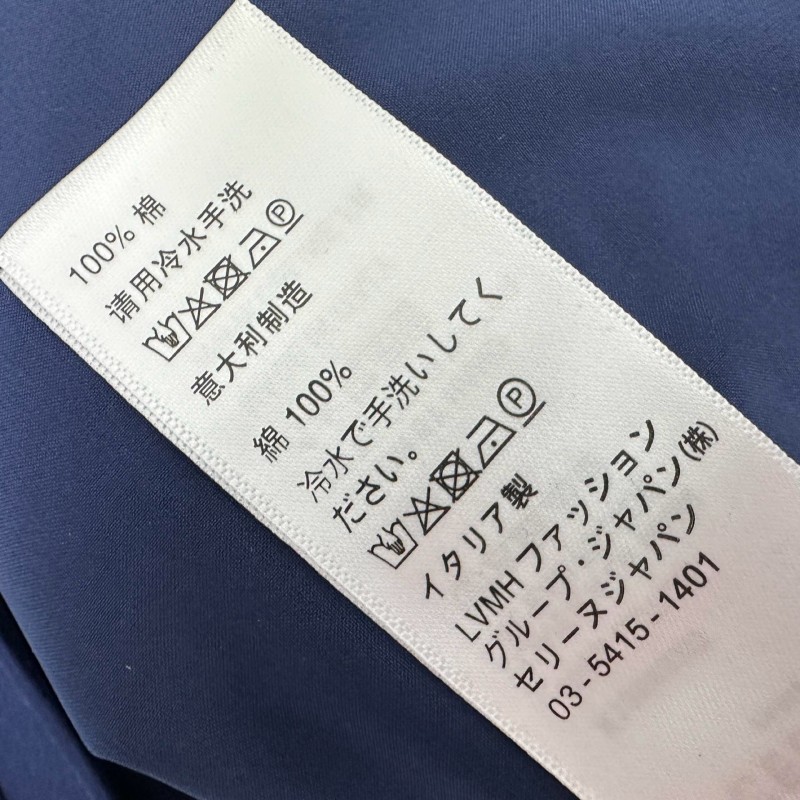 100% 棉
请用冷水手洗
P
意大利制造
綿 100%
冷水で手洗いしてく
ださい。
P
イタリア製
LVMH ファッション
グループ・ジャパン(株)
セリーヌジャパン
03 - 5415 - 1401